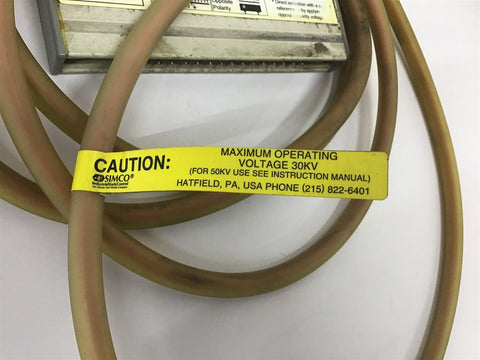 Opposite
Polarity
CAUTION:
SIMCO®
MAXIMUM OPERATING
VOLTAGE 30KV
(FOR 50KV USE SEE INSTRUCTION MANUAL)
HATFIELD, PA, USA PHONE (215) 822-6401